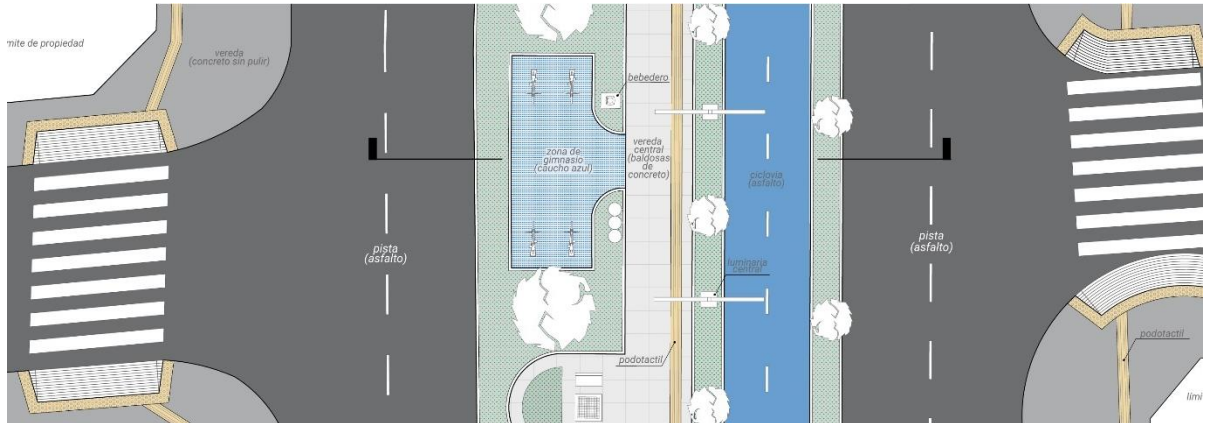 mite de propiedad
vereda
(concreto sin pulir)
bebedero
zona de
gimnasio
(caucho azul)
vereda
central
(baldosas
de
concreto)
ciclovia
(asfalto)
pista
(asfalto)
pista
(asfalto)
luminaria
central
podotactil
podotactil
lími